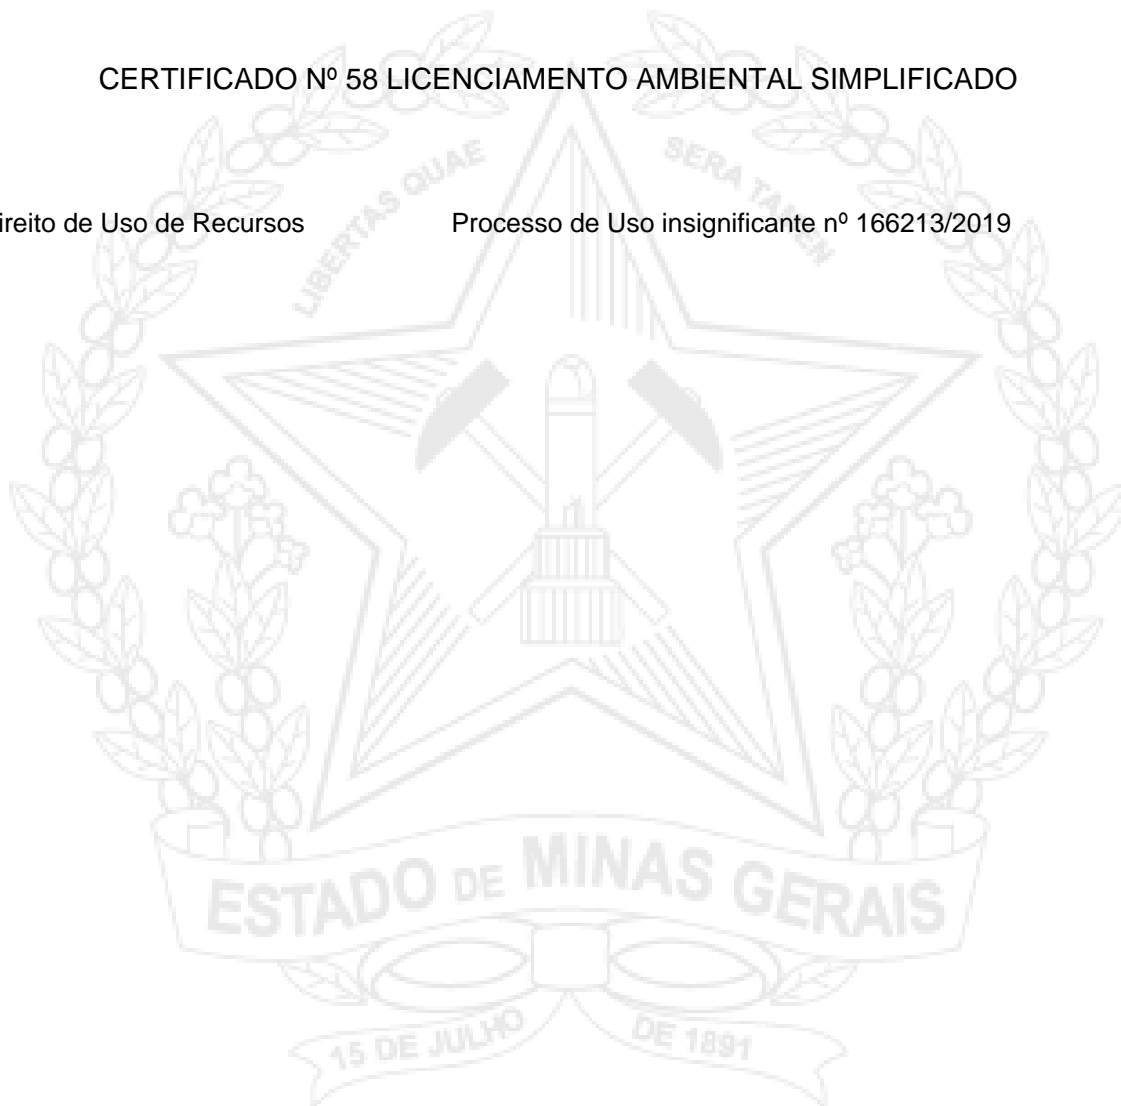 CERTIFICADO Nº 58 LICENCIAMENTO AMBIENTAL SIMPLIFICADO
LIBERTAS QUAE SERA TAMEN
ireito de Uso de Recursos Processo de Uso insignificante nº 166213/2019
ESTADO DE MINAS GERAIS
15 DE JULHO DE 1891